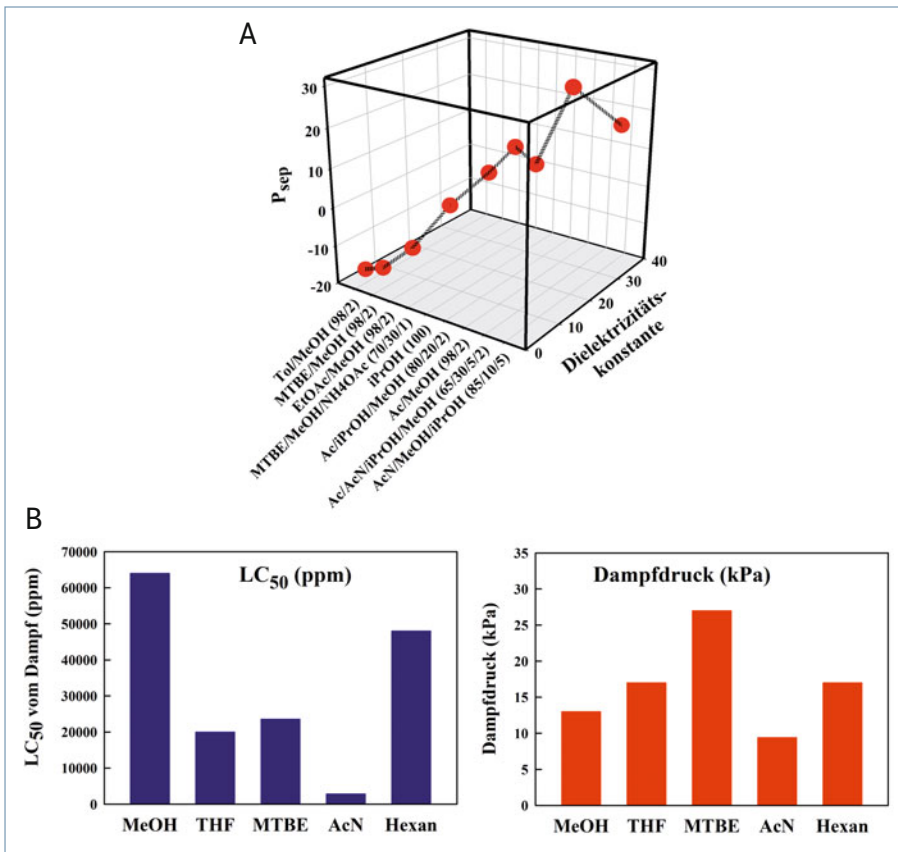 A
30
20
10
0
-10
-20
P_sep
Tol/MeOH (98/2)
MTBE/MeOH (98/2)
EtOAc/MeOH (98/2)
MTBE/MeOH/NH4OAc (70/30/1)
iPrOH (100)
Ac/iPrOH/MeOH (80/20/2)
Ac/MeOH (98/2)
Ac/AcN/iPrOH/MeOH (65/30/5/2)
AcN/MeOH/iPrOH (85/10/5)
0
10
20
30
40
Dielektrizitäts-
konstante
B
LC50 (ppm)
LC50 vom Dampf (ppm)
70000
60000
50000
40000
30000
20000
10000
0
MeOH THF MTBE AcN Hexan
Dampfdruck (kPa)
Dampfdruck (kPa)
35
30
25
20
15
10
5
0
MeOH THF MTBE AcN Hexan